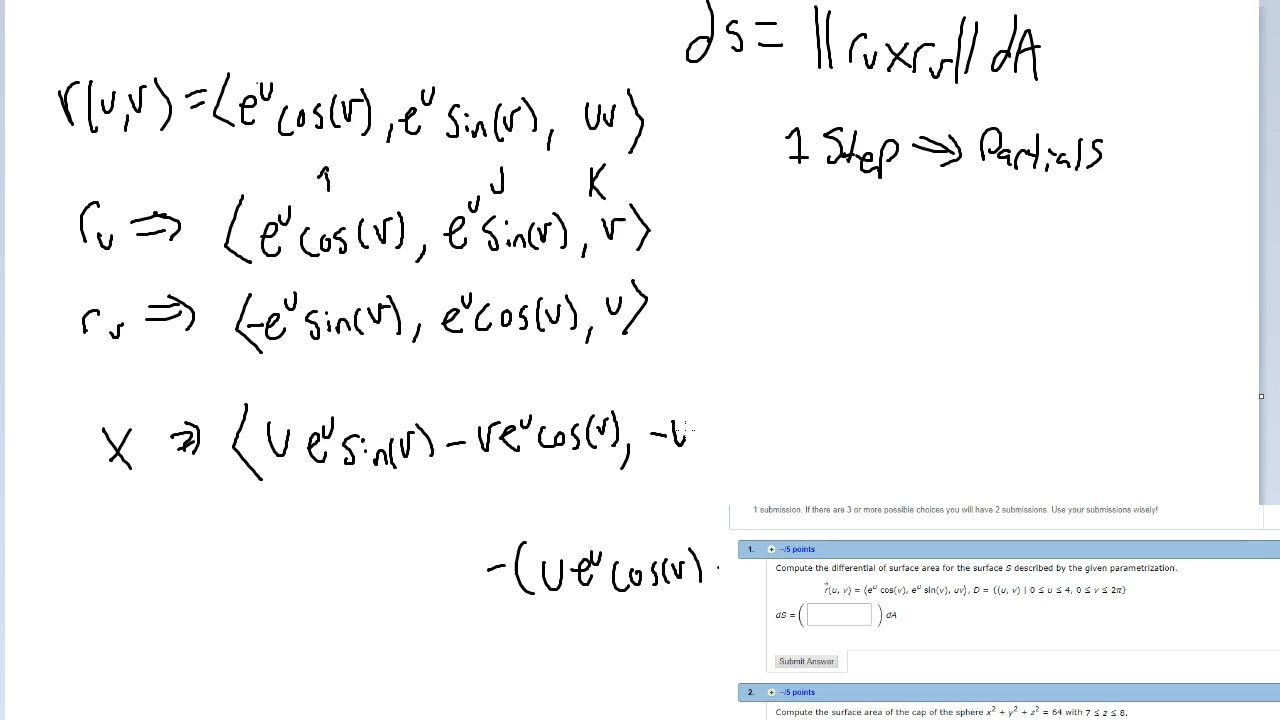 ds = ||r_u x r_v|| dA
r(u,v) = ⟨e^u cos(v), e^u sin(v), uv⟩
1 Step ⇒ Partials
i J K
r_u ⇒ ⟨e^u cos(v), e^u sin(v), v⟩
r_v ⇒ ⟨-e^u sin(v), e^u cos(v), u⟩
X ⇒ ⟨u e^u sin(v) - v e^u cos(v), -u
-(u e^u cos(v)
1 submission. If there are 3 or more possible choices you will have 2 submissions. Use your submissions wisely!
1. + -/5 points
Compute the differential of surface area for the surface S described by the given parametrization.
r⃗(u, v) = ⟨e^u cos(v), e^u sin(v), uv⟩, D = {(u, v) | 0 ≤ u ≤ 4, 0 ≤ v ≤ 2π}
dS = ( ) dA
Submit Answer
2. + -/5 points
Compute the surface area of the cap of the sphere x² + y² + z² = 64 with 7 ≤ z ≤ 8.